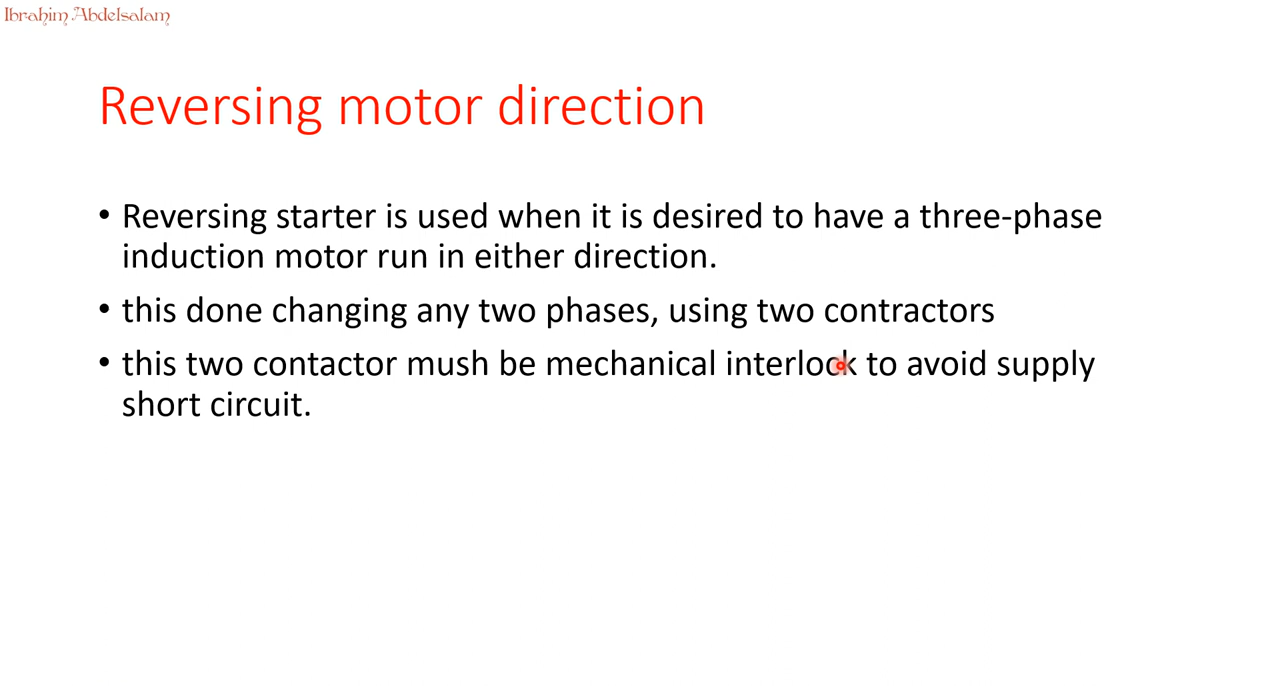 Ibrahim Abdelsalam
Reversing motor direction
• Reversing starter is used when it is desired to have a three-phase
induction motor run in either direction.
• this done changing any two phases, using two contractors
• this two contactor mush be mechanical interlock to avoid supply
short circuit.